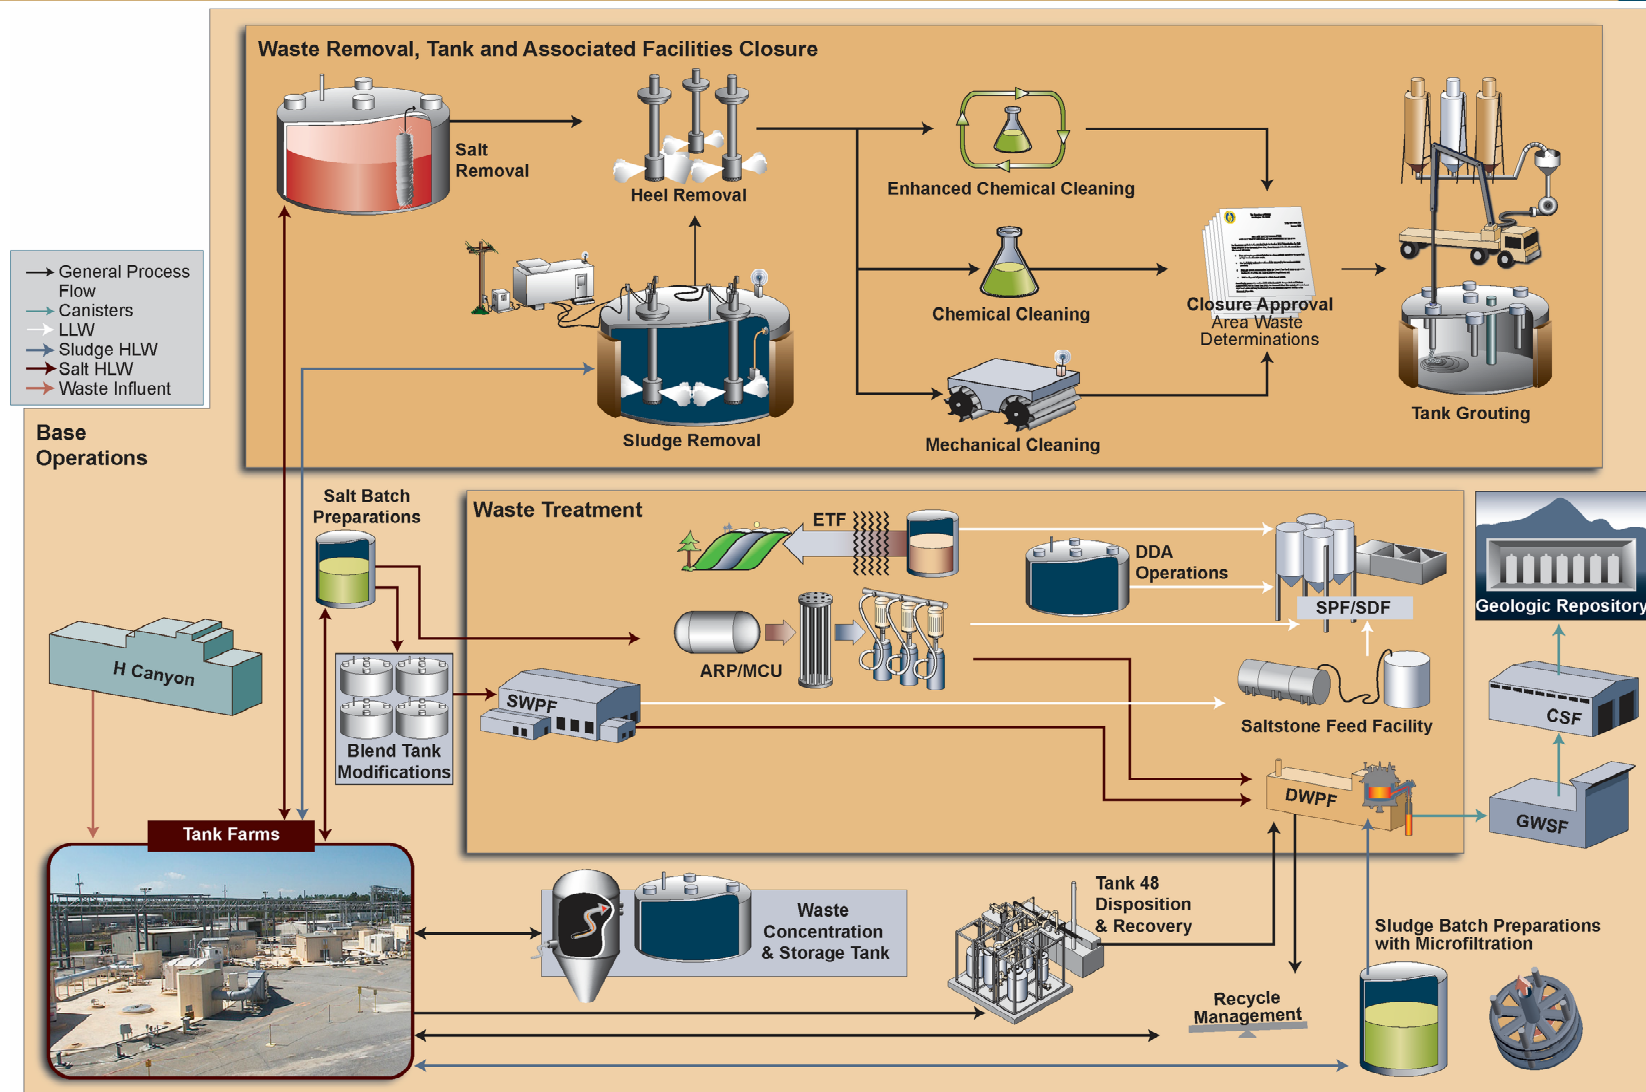 Waste Removal, Tank and Associated Facilities Closure
Salt
Removal
Heel Removal
Enhanced Chemical Cleaning
Chemical Cleaning
Closure Approval
Area Waste
Determinations
Mechanical Cleaning
Sludge Removal
Tank Grouting
General Process
Flow
Canisters
LLW
Sludge HLW
Salt HLW
Waste Influent
Base
Operations
Salt Batch
Preparations
Waste Treatment
ETF
DDA
Operations
SPF/SDF
Geologic Repository
H Canyon
ARP/MCU
SWPF
Saltstone Feed Facility
CSF
Blend Tank
Modifications
DWPF
GWSF
Tank Farms
Waste
Concentration
& Storage Tank
Tank 48
Disposition
& Recovery
Sludge Batch Preparations
with Microfiltration
Recycle
Management